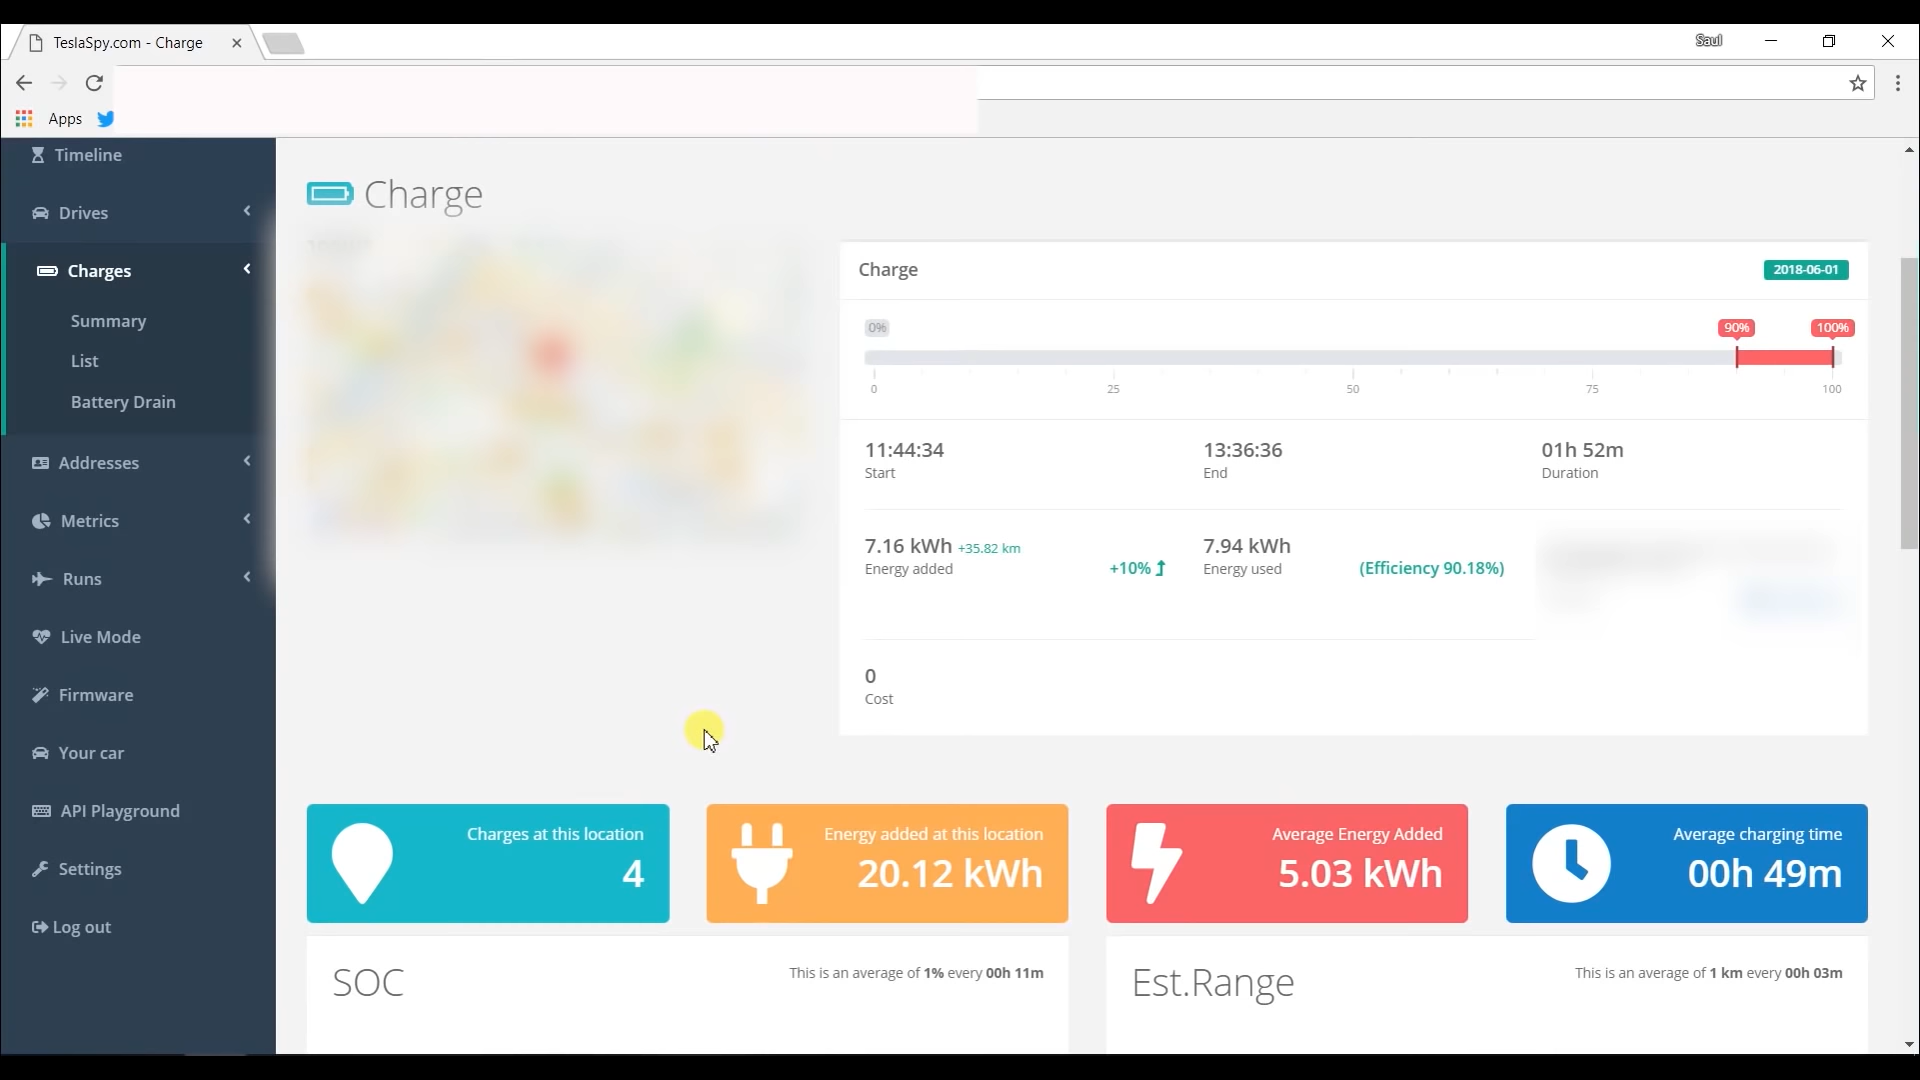 TeslaSpy.com - Charge
Saul
Apps
Timeline
Drives
Charges
Summary
List
Battery Drain
Addresses
Metrics
Runs
Live Mode
Firmware
Your car
API Playground
Settings
Log out
Charge
Charge
2018-06-01
0%
90%
100%
0
25
50
75
100
11:44:34
Start
13:36:36
End
01h 52m
Duration
7.16 kWh +35.82 km
Energy added
+10%
7.94 kWh
Energy used
(Efficiency 90.18%)
0
Cost
Charges at this location
4
Energy added at this location
20.12 kWh
Average Energy Added
5.03 kWh
Average charging time
00h 49m
SOC
This is an average of 1% every 00h 11m
Est.Range
This is an average of 1 km every 00h 03m